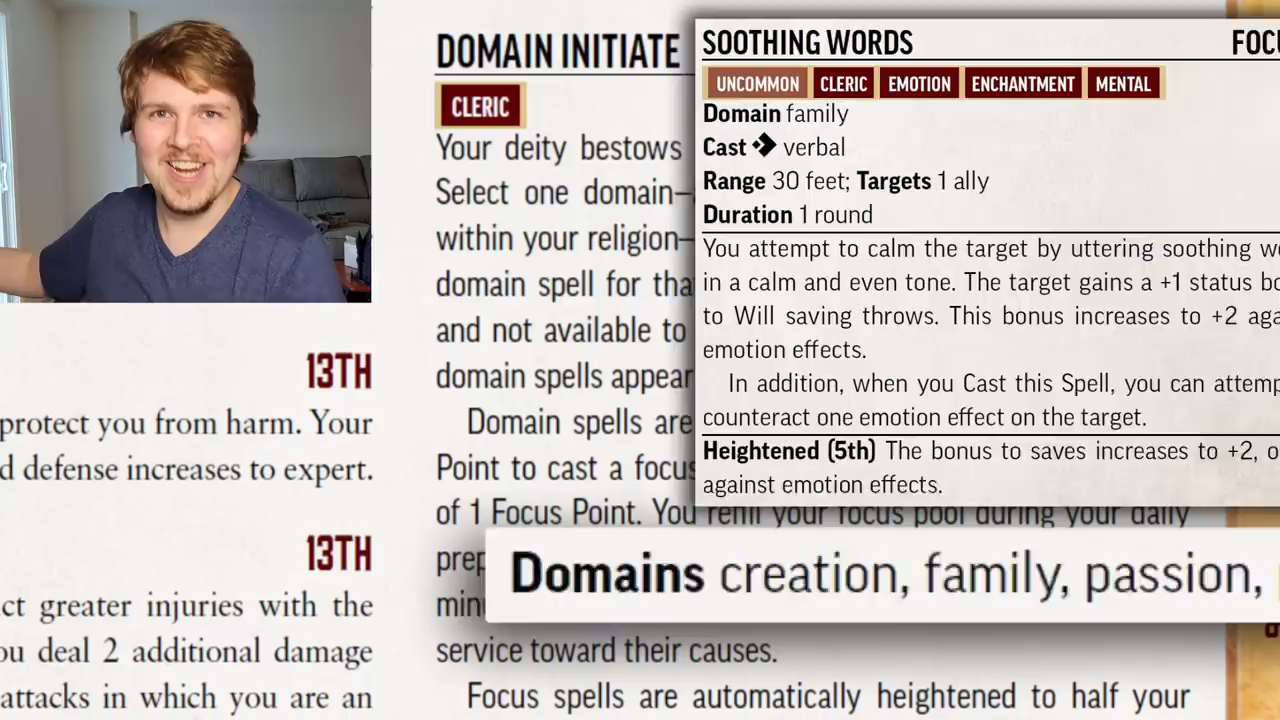 13TH
protect you from harm. Your
d defense increases to expert.
13TH
ct greater injuries with the
ou deal 2 additional damage
attacks in which you are an
DOMAIN INITIATE
CLERIC
Your deity bestows
Select one domain—
within your religion—
domain spell for tha
and not available to
domain spells appear
Domain spells are
Point to cast a focus
of 1 Focus Point. You refill your focus pool during your daily
prep
min
service toward their causes.
Focus spells are automatically heightened to half your
SOOTHING WORDS FOCU
UNCOMMON CLERIC EMOTION ENCHANTMENT MENTAL
Domain family
Cast verbal
Range 30 feet; Targets 1 ally
Duration 1 round
You attempt to calm the target by uttering soothing wo
in a calm and even tone. The target gains a +1 status bo
to Will saving throws. This bonus increases to +2 aga
emotion effects.
In addition, when you Cast this Spell, you can attemp
counteract one emotion effect on the target.
Heightened (5th) The bonus to saves increases to +2, o
against emotion effects.
Domains creation, family, passion,